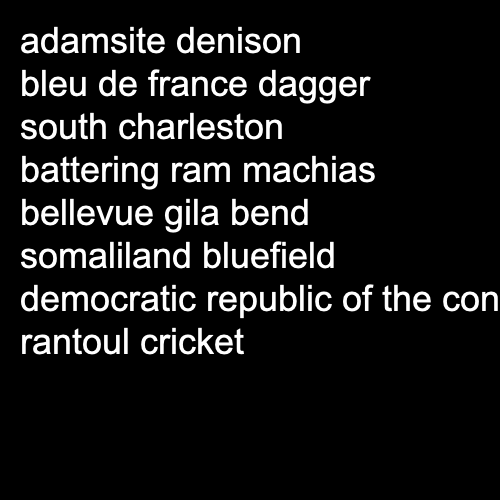 adamsite denison
bleu de france dagger
south charleston
battering ram machias
bellevue gila bend
somaliland bluefield
democratic republic of the con
rantoul cricket